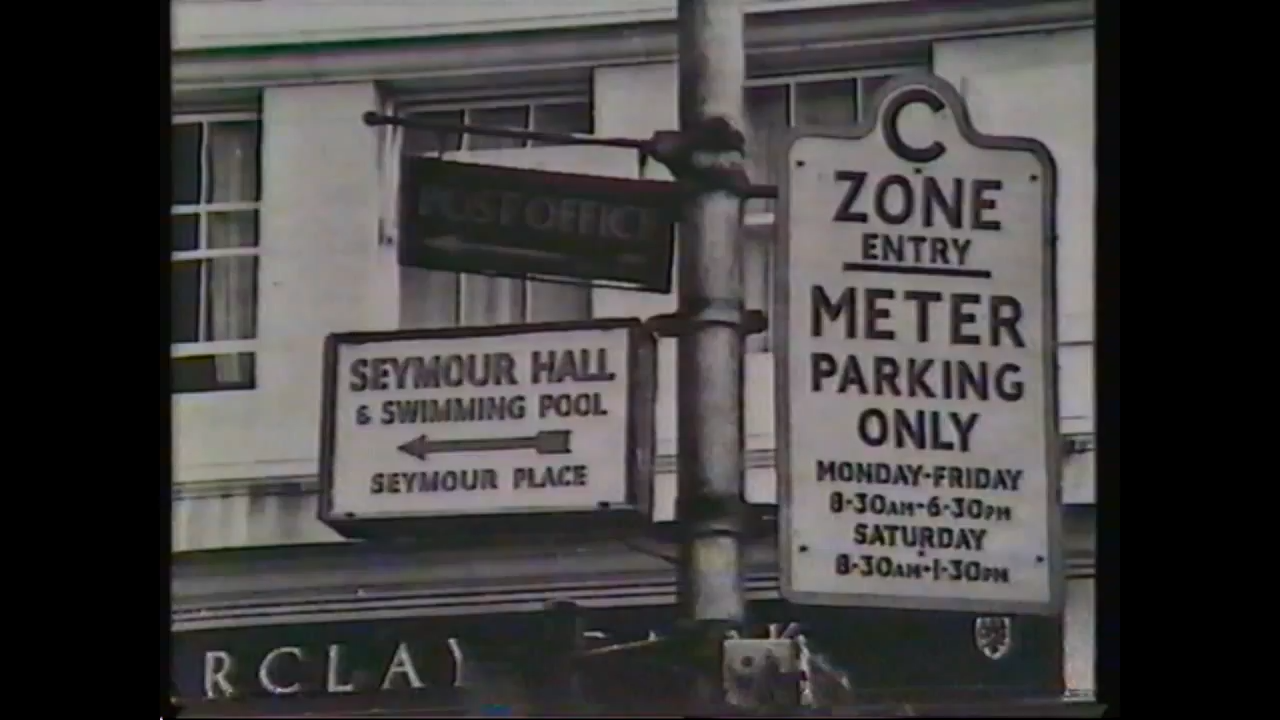 POST OFFICE
SEYMOUR HALL
& SWIMMING POOL
SEYMOUR PLACE
C
ZONE
ENTRY
METER
PARKING
ONLY
MONDAY-FRIDAY
8-30AM-6-30PM
SATURDAY
8-30AM-1-30PM
RCLAY